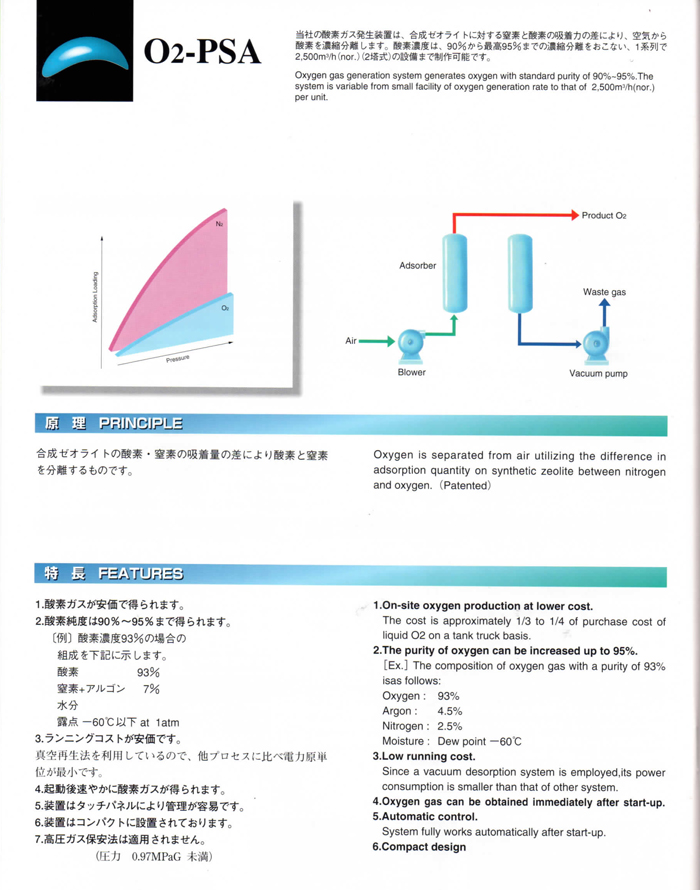 O2-PSA
当社の酸素ガス発生装置は、合成ゼオライトに対する窒素と酸素の吸着力の差により、空気から
酸素を濃縮分離します。酸素濃度は、90%から最高95%までの濃縮分離をおこない、1系列で
2,500m³/h(nor.)(2塔式)の設備まで制作可能です。
Oxygen gas generation system generates oxygen with standard purity of 90%~95%.The
system is variable from small facility of oxygen generation rate to that of 2,500m³/h(nor.)
per unit.
N2
O2
Adsorption Loading
Pressure
Product O2
Adsorber
Waste gas
Air
Blower
Vacuum pump
原 理 PRINCIPLE
合成ゼオライトの酸素・窒素の吸着量の差により酸素と窒素
を分離するものです。
Oxygen is separated from air utilizing the difference in
adsorption quantity on synthetic zeolite between nitrogen
and oxygen.（Patented）
特 長 FEATURES
1.酸素ガスが安価で得られます。
2.酸素純度は90%～95%まで得られます。
［例］酸素濃度93%の場合の
組成を下記に示します。
酸素 93%
窒素+アルゴン 7%
水分
露点 －60℃以下 at 1atm
3.ランニングコストが安価です。
真空再生法を利用しているので、他プロセスに比べ電力原単
位が最小です。
4.起動後速やかに酸素ガスが得られます。
5.装置はタッチパネルにより管理が容易です。
6.装置はコンパクトに設置されております。
7.高圧ガス保安法は適用されません。
(圧力 0.97MPaG 未満)
1.On-site oxygen production at lower cost.
The cost is approximately 1/3 to 1/4 of purchase cost of
liquid O2 on a tank truck basis.
2.The purity of oxygen can be increased up to 95%.
［Ex.］The composition of oxygen gas with a purity of 93%
isas follows:
Oxygen : 93%
Argon : 4.5%
Nitrogen : 2.5%
Moisture : Dew point －60℃
3.Low running cost.
Since a vacuum desorption system is employed,its power
consumption is smaller than that of other system.
4.Oxygen gas can be obtained immediately after start-up.
5.Automatic control.
System fully works automatically after start-up.
6.Compact design